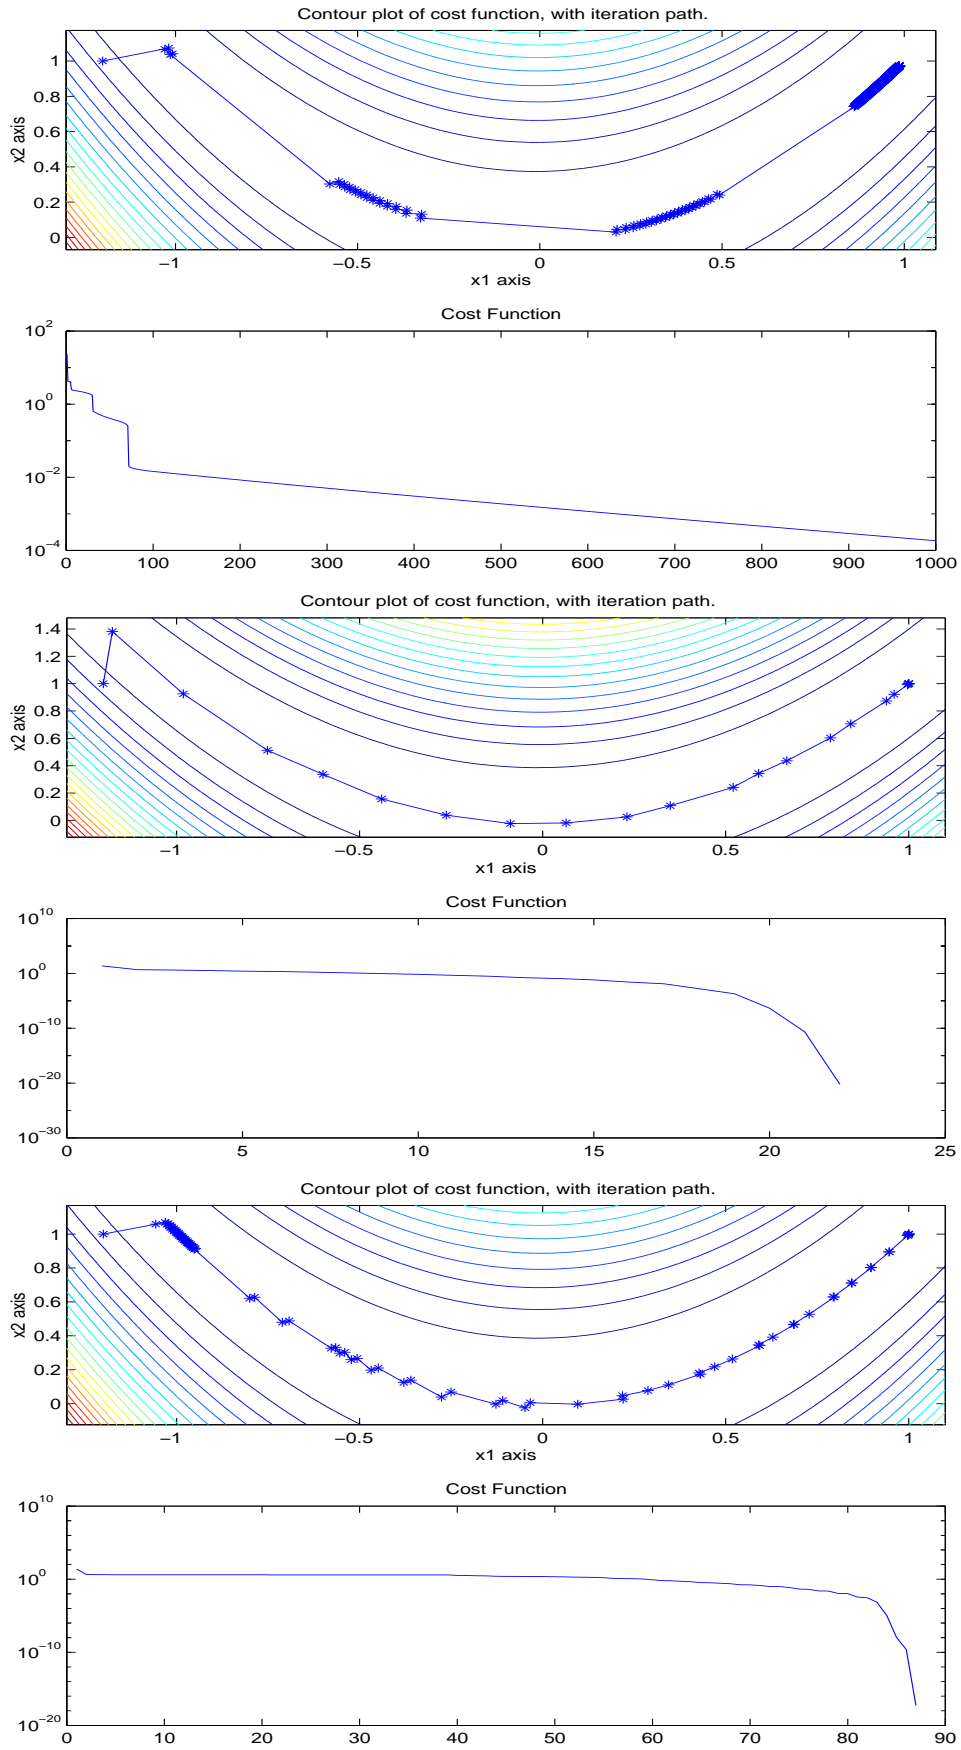 Contour plot of cost function, with iteration path.
1
0.8
0.6
0.4
0.2
0
x2 axis
−1 −0.5 0 0.5 1
x1 axis
Cost Function
10^2
10^0
10^−2
10^−4
0 100 200 300 400 500 600 700 800 900 1000
Contour plot of cost function, with iteration path.
1.4
1.2
1
0.8
0.6
0.4
0.2
0
x2 axis
−1 −0.5 0 0.5 1
x1 axis
Cost Function
10^10
10^0
10^−10
10^−20
10^−30
0 5 10 15 20 25
Contour plot of cost function, with iteration path.
1
0.8
0.6
0.4
0.2
0
x2 axis
−1 −0.5 0 0.5 1
x1 axis
Cost Function
10^10
10^0
10^−10
10^−20
0 10 20 30 40 50 60 70 80 90